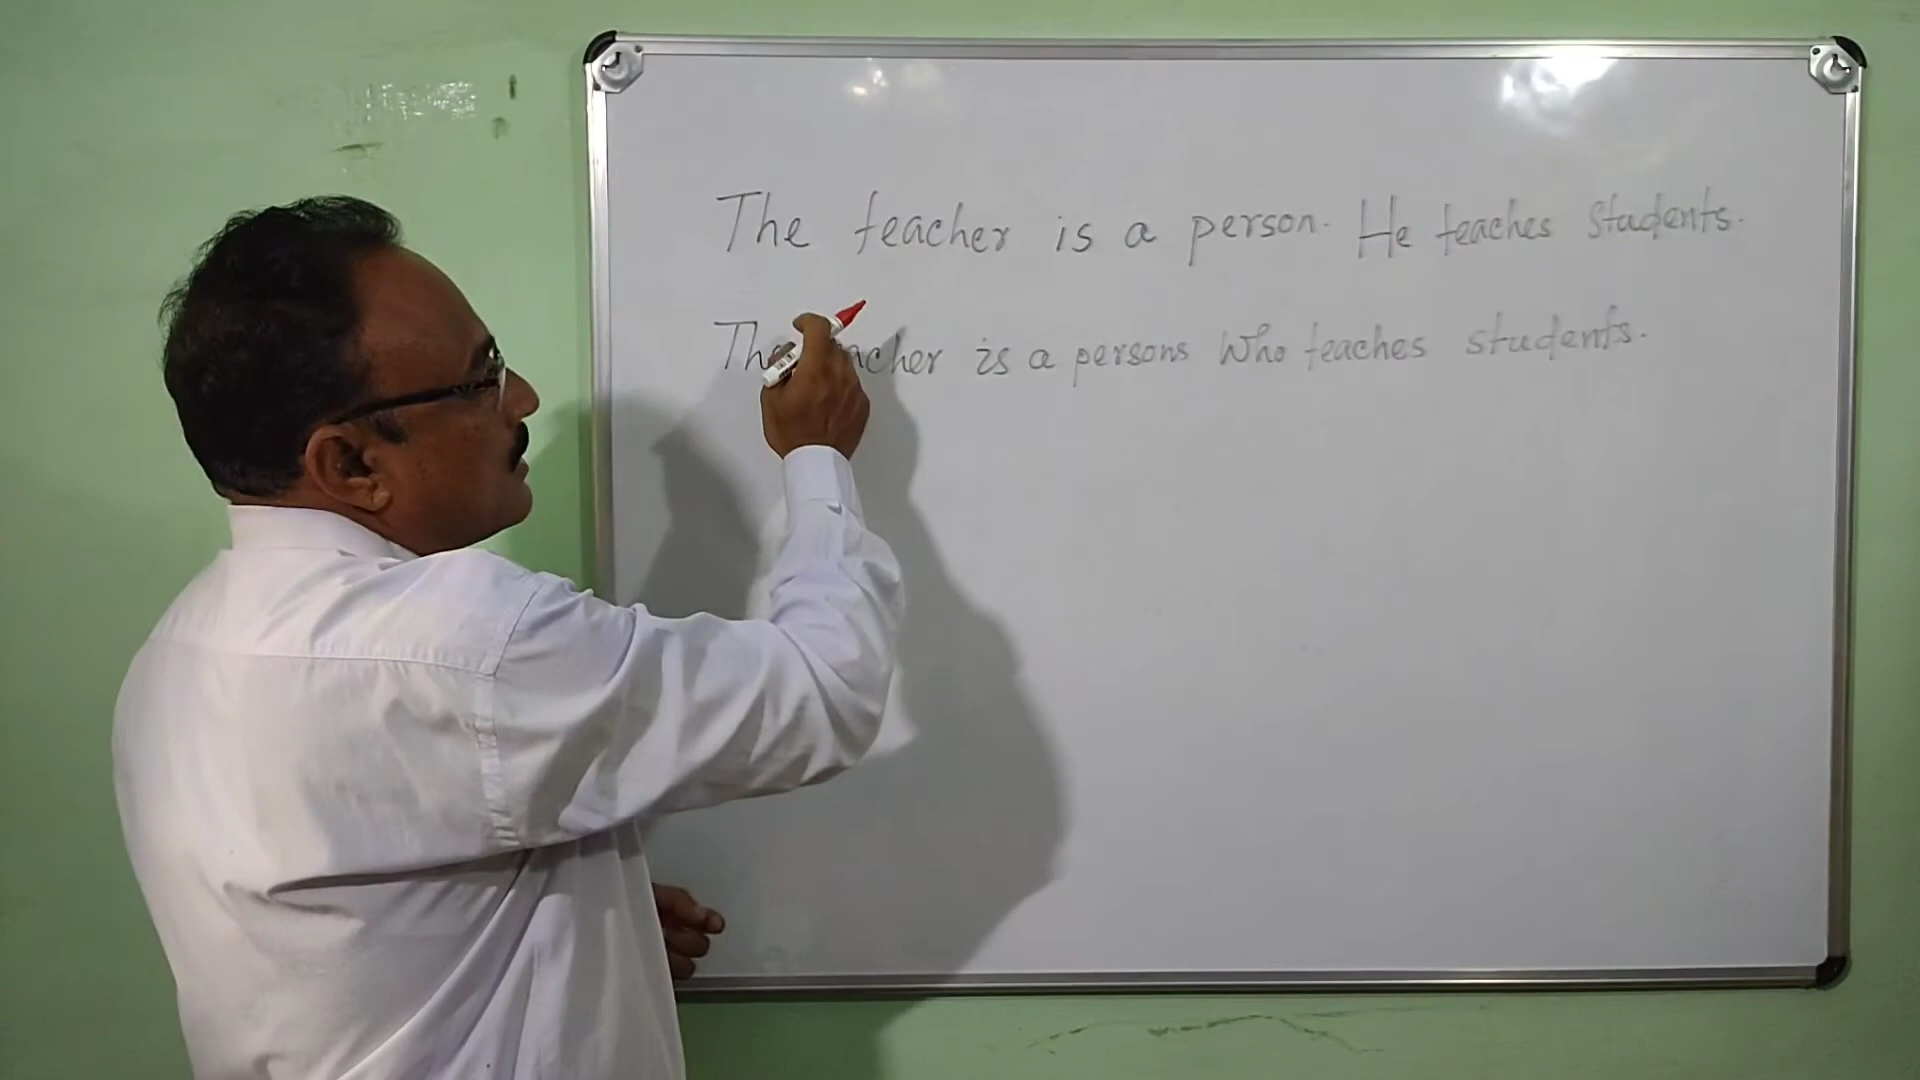 The teacher is a person. He teaches students.
The teacher is a persons Who teaches students.